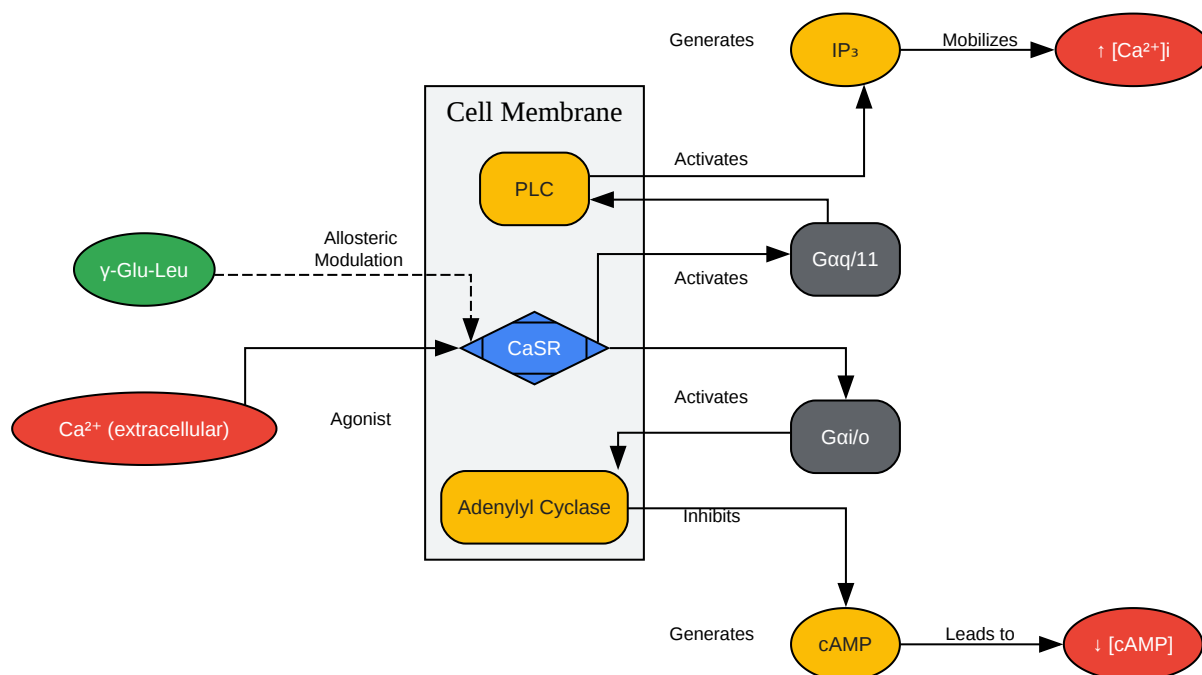 Generates
IP₃
Mobilizes
↑ [Ca²⁺]i
Cell Membrane
Activates
PLC
Allosteric
Modulation
γ-Glu-Leu
Activates
Gαq/11
CaSR
Activates
Agonist
Ca²⁺ (extracellular)
Gαi/o
Adenylyl Cyclase
Inhibits
Generates
cAMP
Leads to
↓ [cAMP]